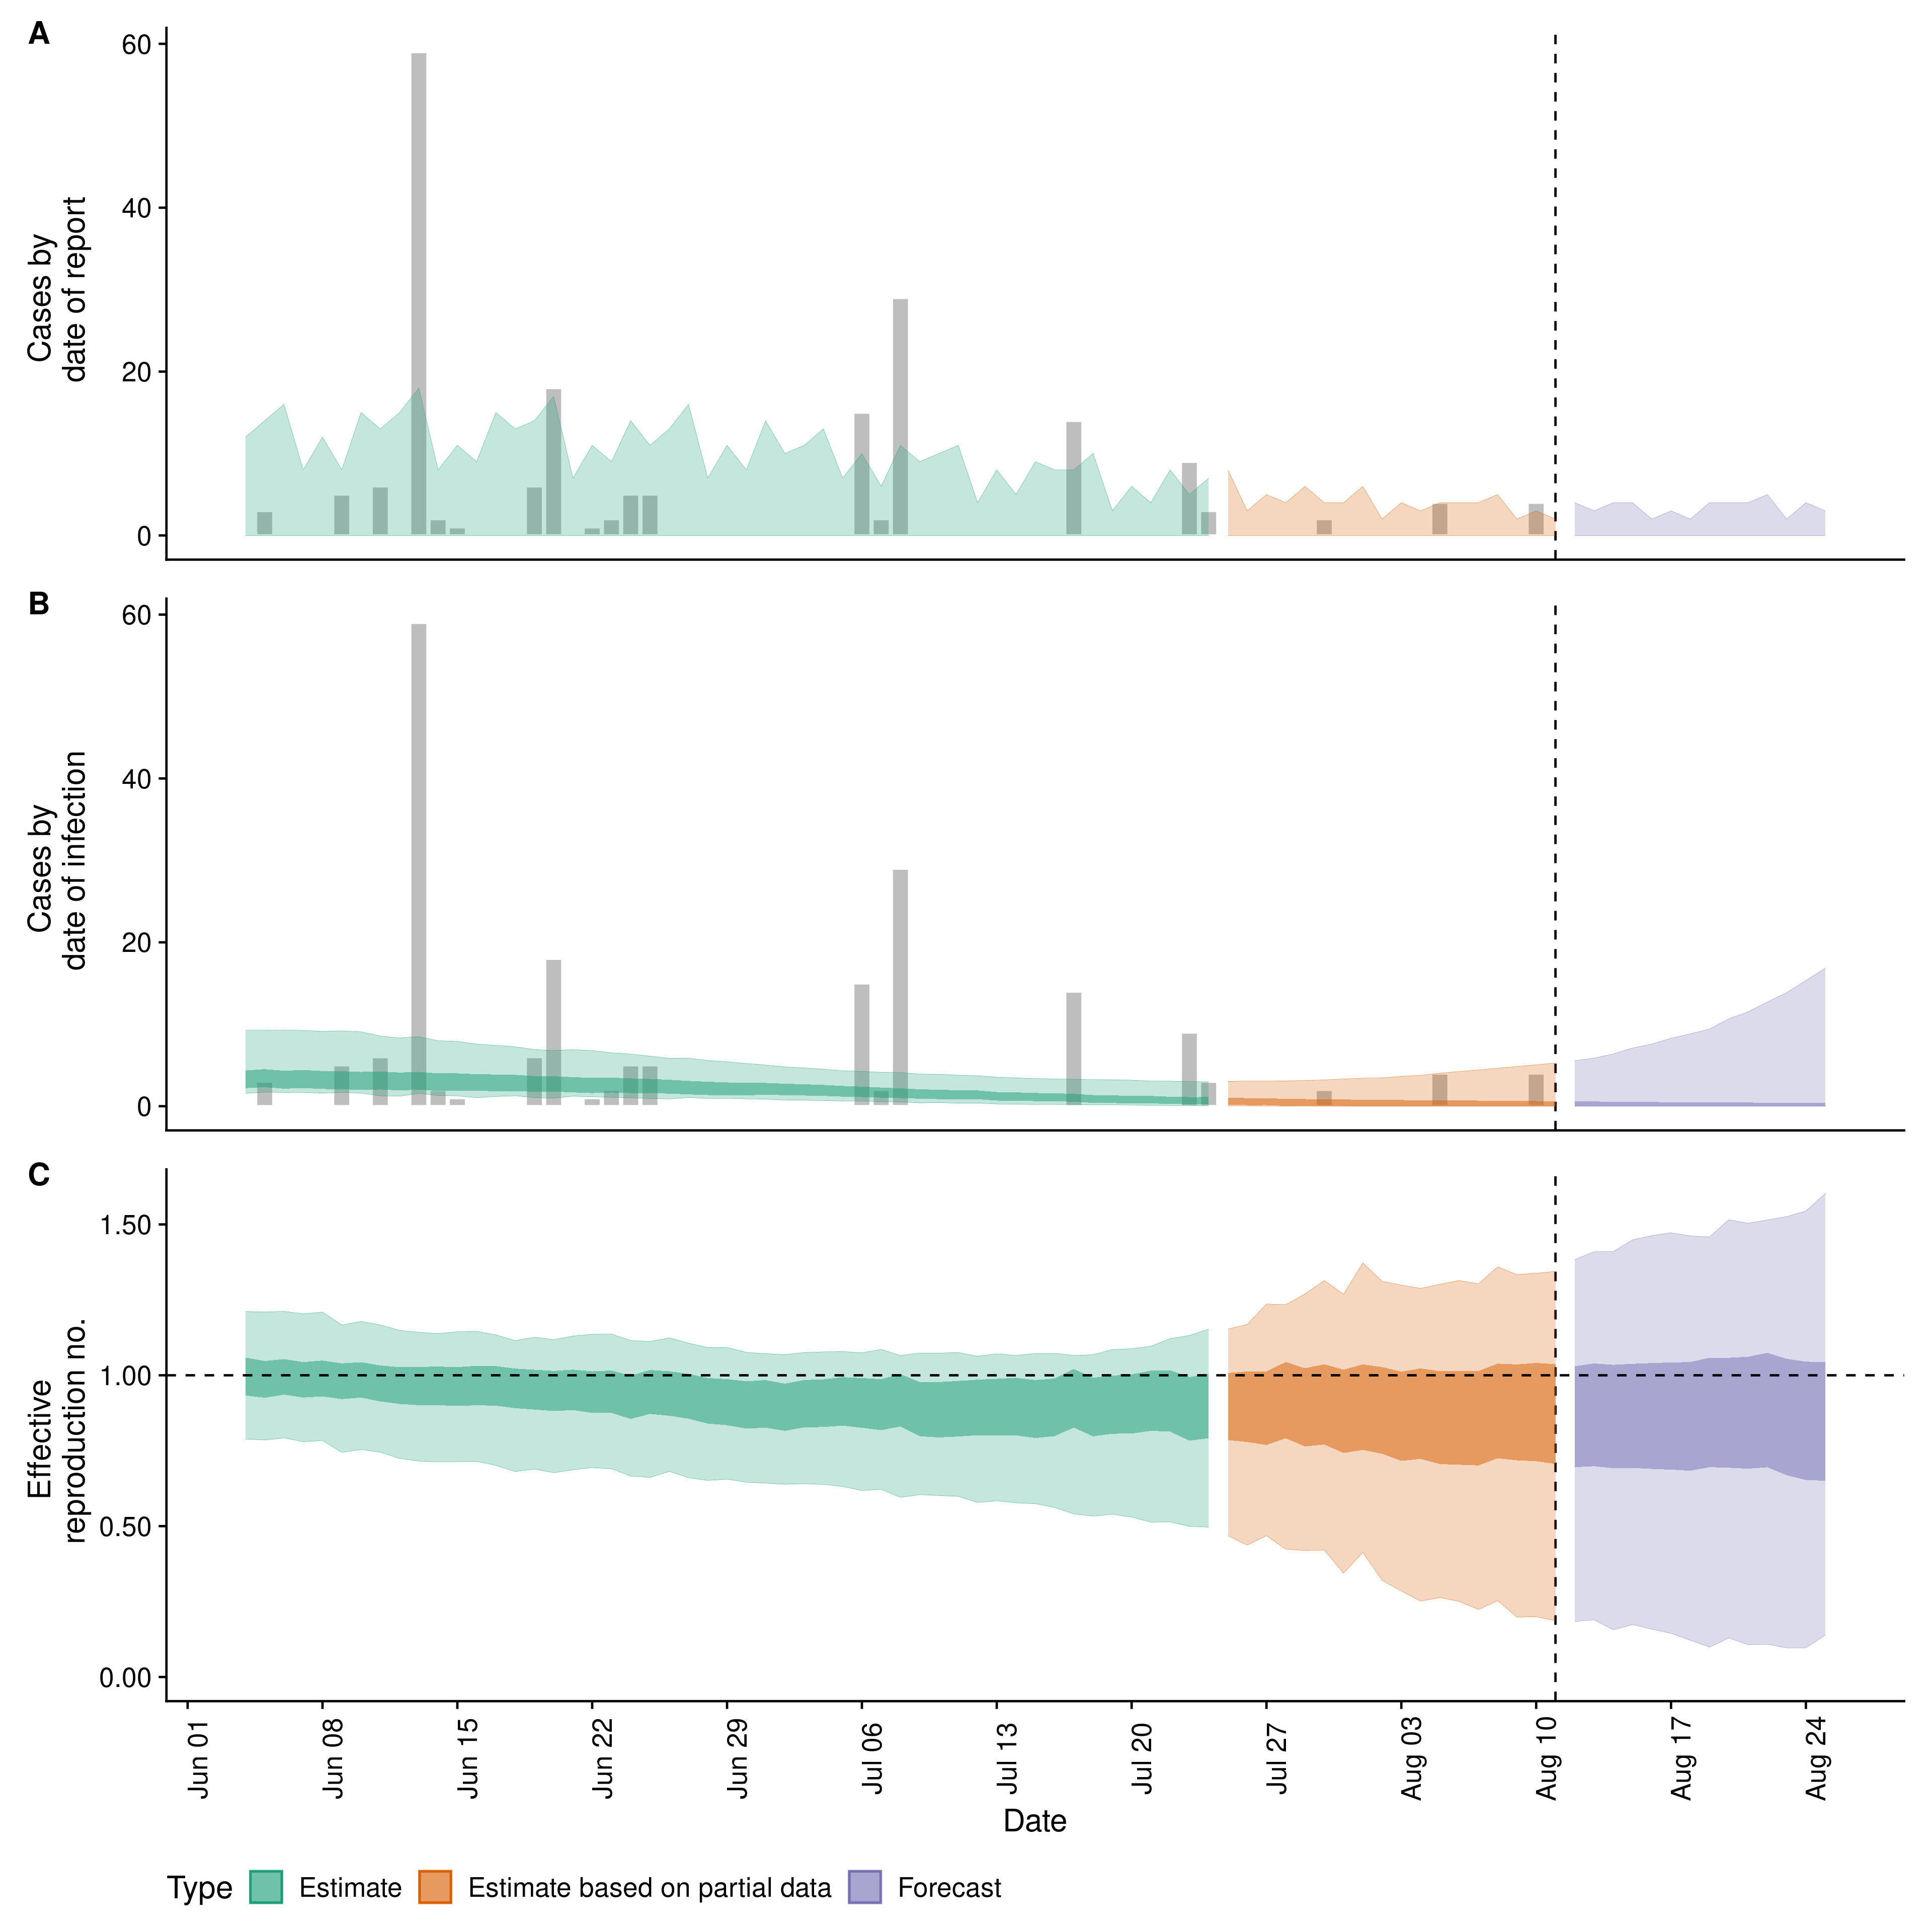 A
Cases by
date of report
60
40
20
0
B
Cases by
date of infection
60
40
20
0
C
Effective
reproduction no.
1.50
1.00
0.50
0.00
Jun 01
Jun 08
Jun 15
Jun 22
Jun 29
Jul 06
Jul 13
Jul 20
Jul 27
Aug 03
Aug 10
Aug 17
Aug 24
Date
Type Estimate Estimate based on partial data Forecast